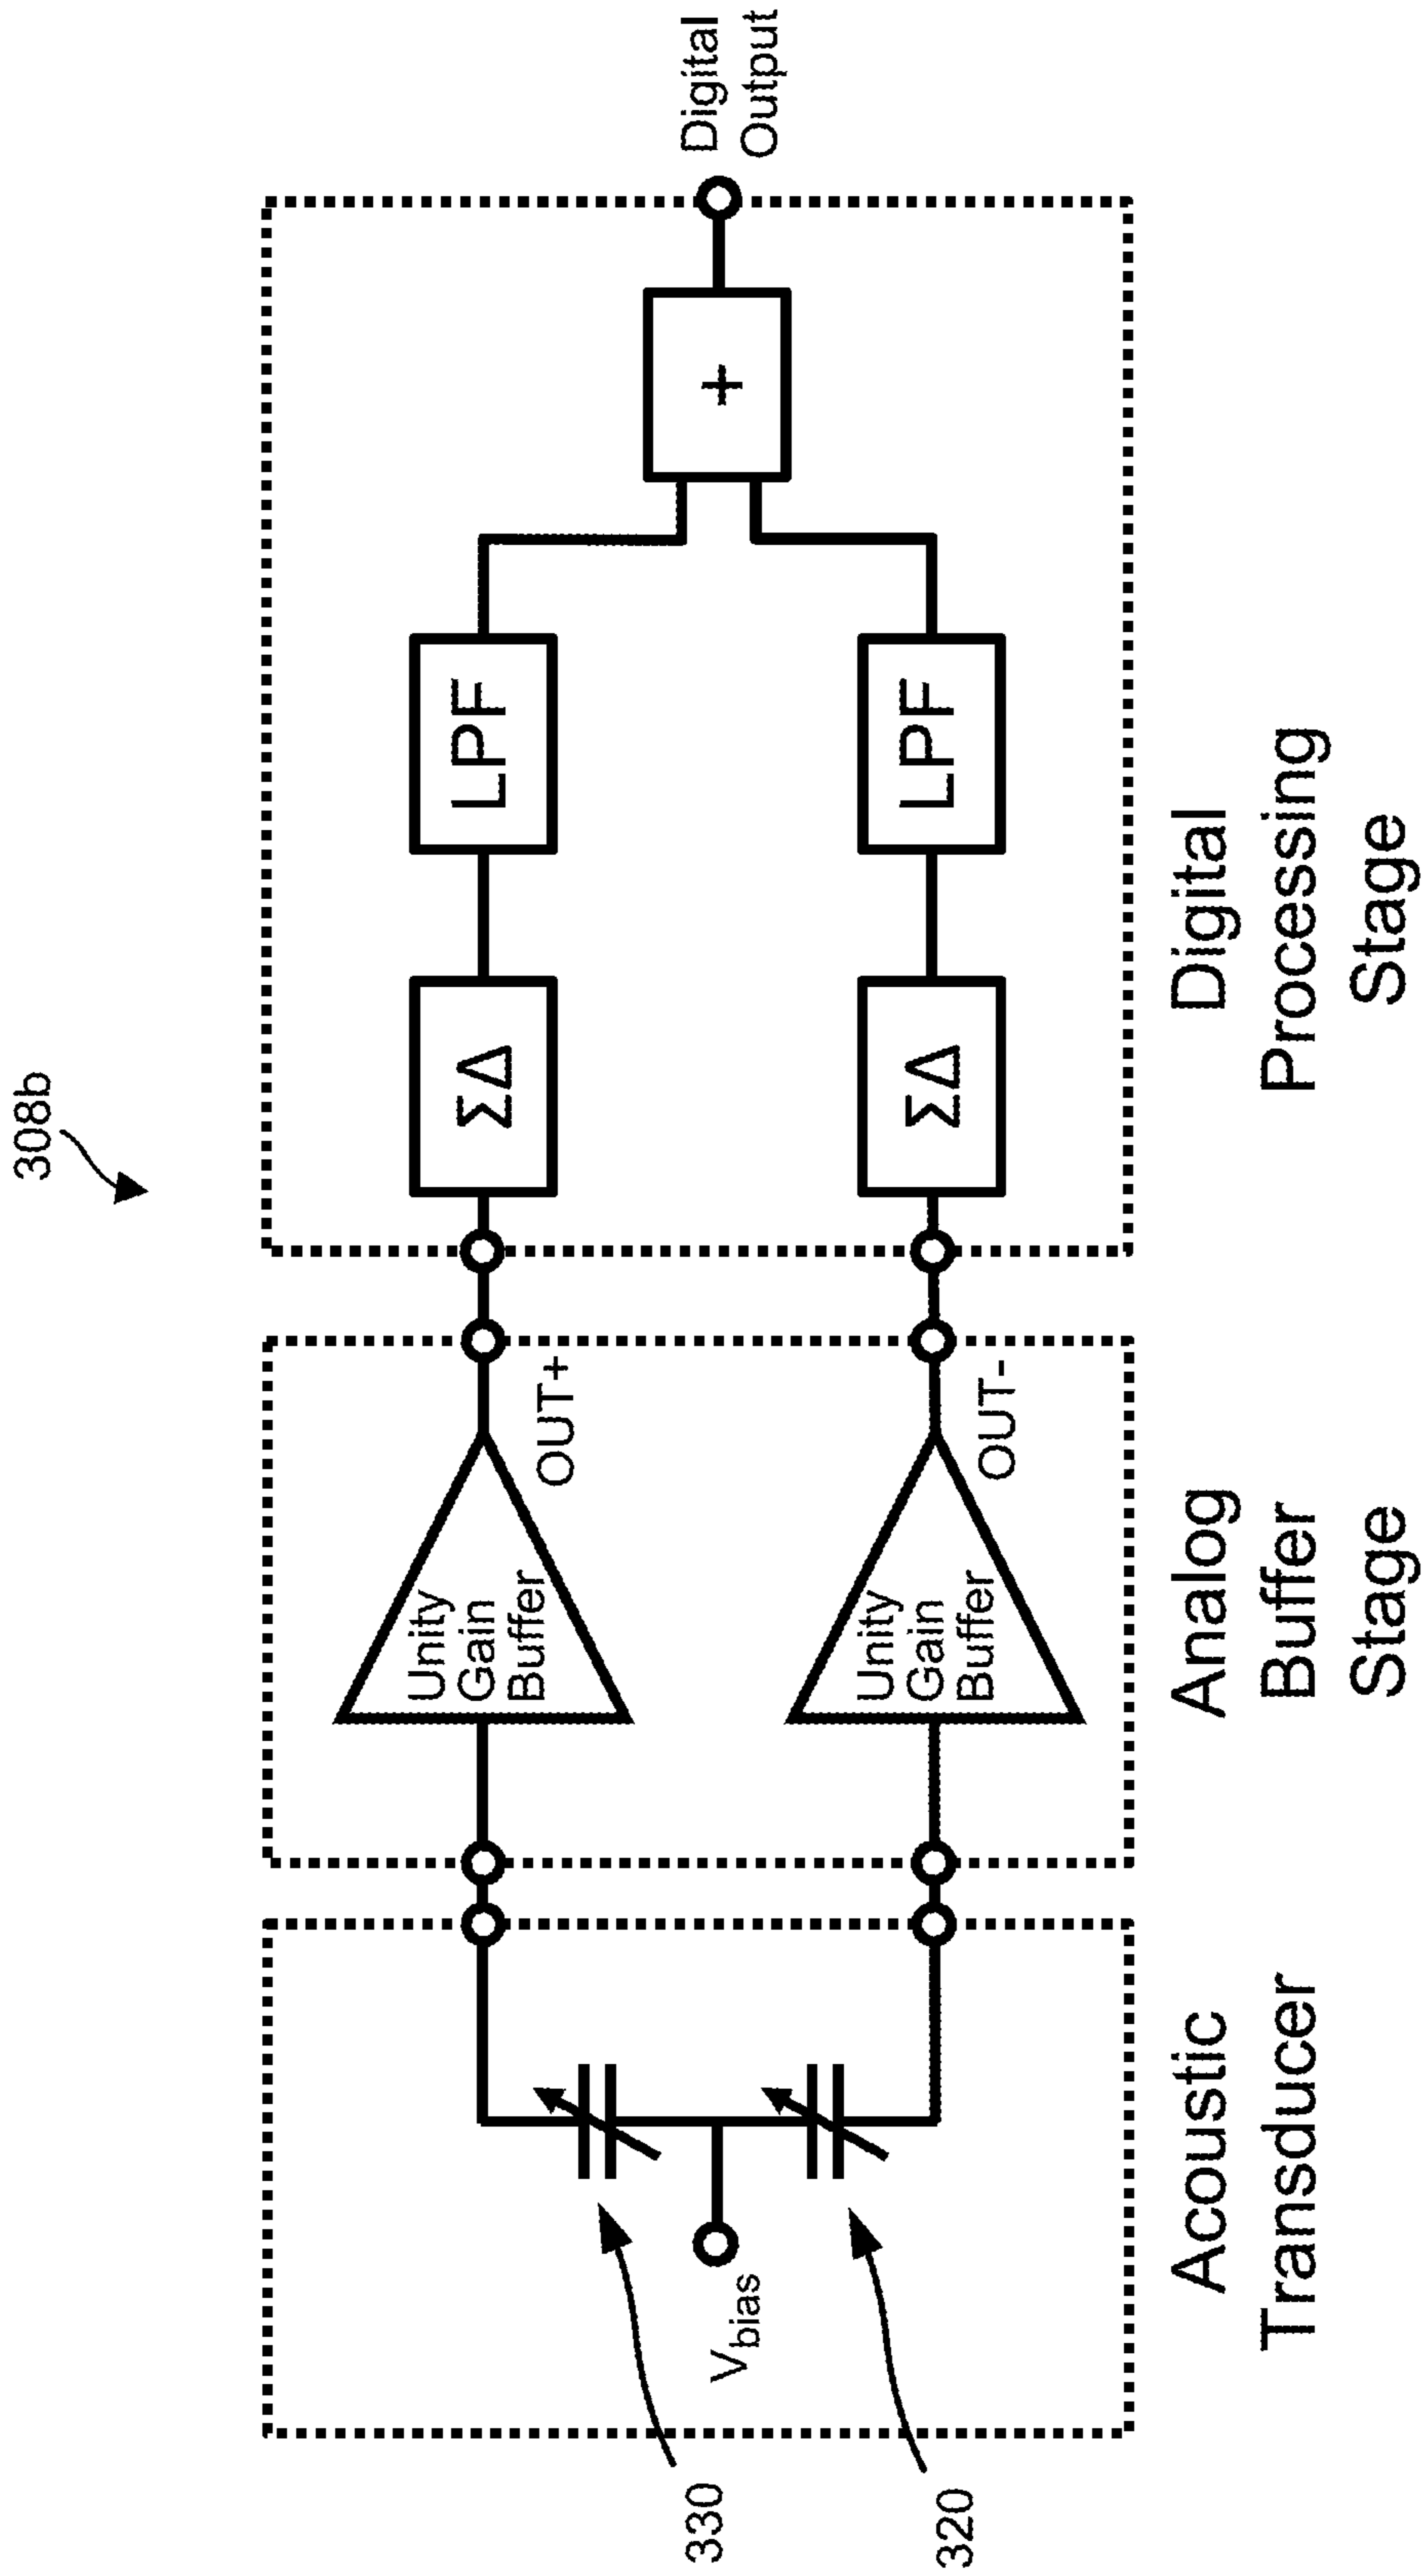 308b
330
320
V bias
Unity
Gain
Buffer
OUT+
Unity
Gain
Buffer
OUT-
ΣΔ
LPF
ΣΔ
LPF
+
Digital
Output
Acoustic
Transducer
Analog
Buffer
Stage
Digital
Processing
Stage